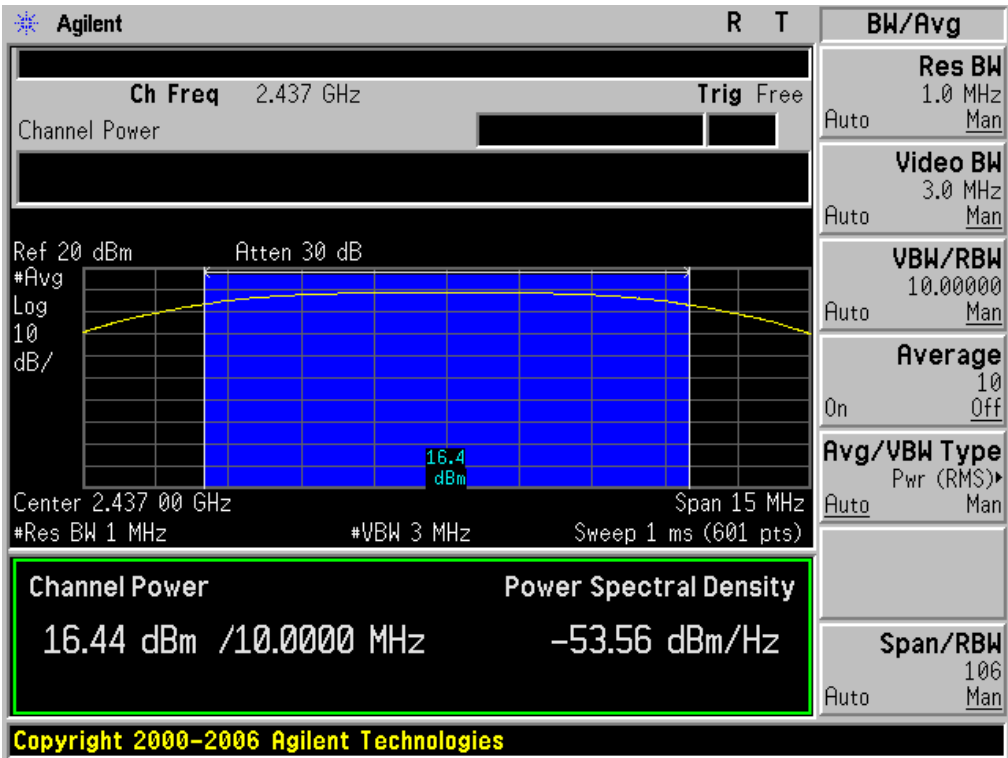 Agilent R T BW/Avg
Ch Freq 2.437 GHz Trig Free
Channel Power
Ref 20 dBm Atten 30 dB
#Avg
Log
10
dB/
16.4
dBm
Center 2.437 00 GHz Span 15 MHz
#Res BW 1 MHz #VBW 3 MHz Sweep 1 ms (601 pts)
Channel Power Power Spectral Density
16.44 dBm /10.0000 MHz -53.56 dBm/Hz
Copyright 2000-2006 Agilent Technologies
Res BW
1.0 MHz
Auto Man
Video BW
3.0 MHz
Auto Man
VBW/RBW
10.00000
Auto Man
Average
10
On Off
Avg/VBW Type
Pwr (RMS)▸
Auto Man
Span/RBW
106
Auto Man